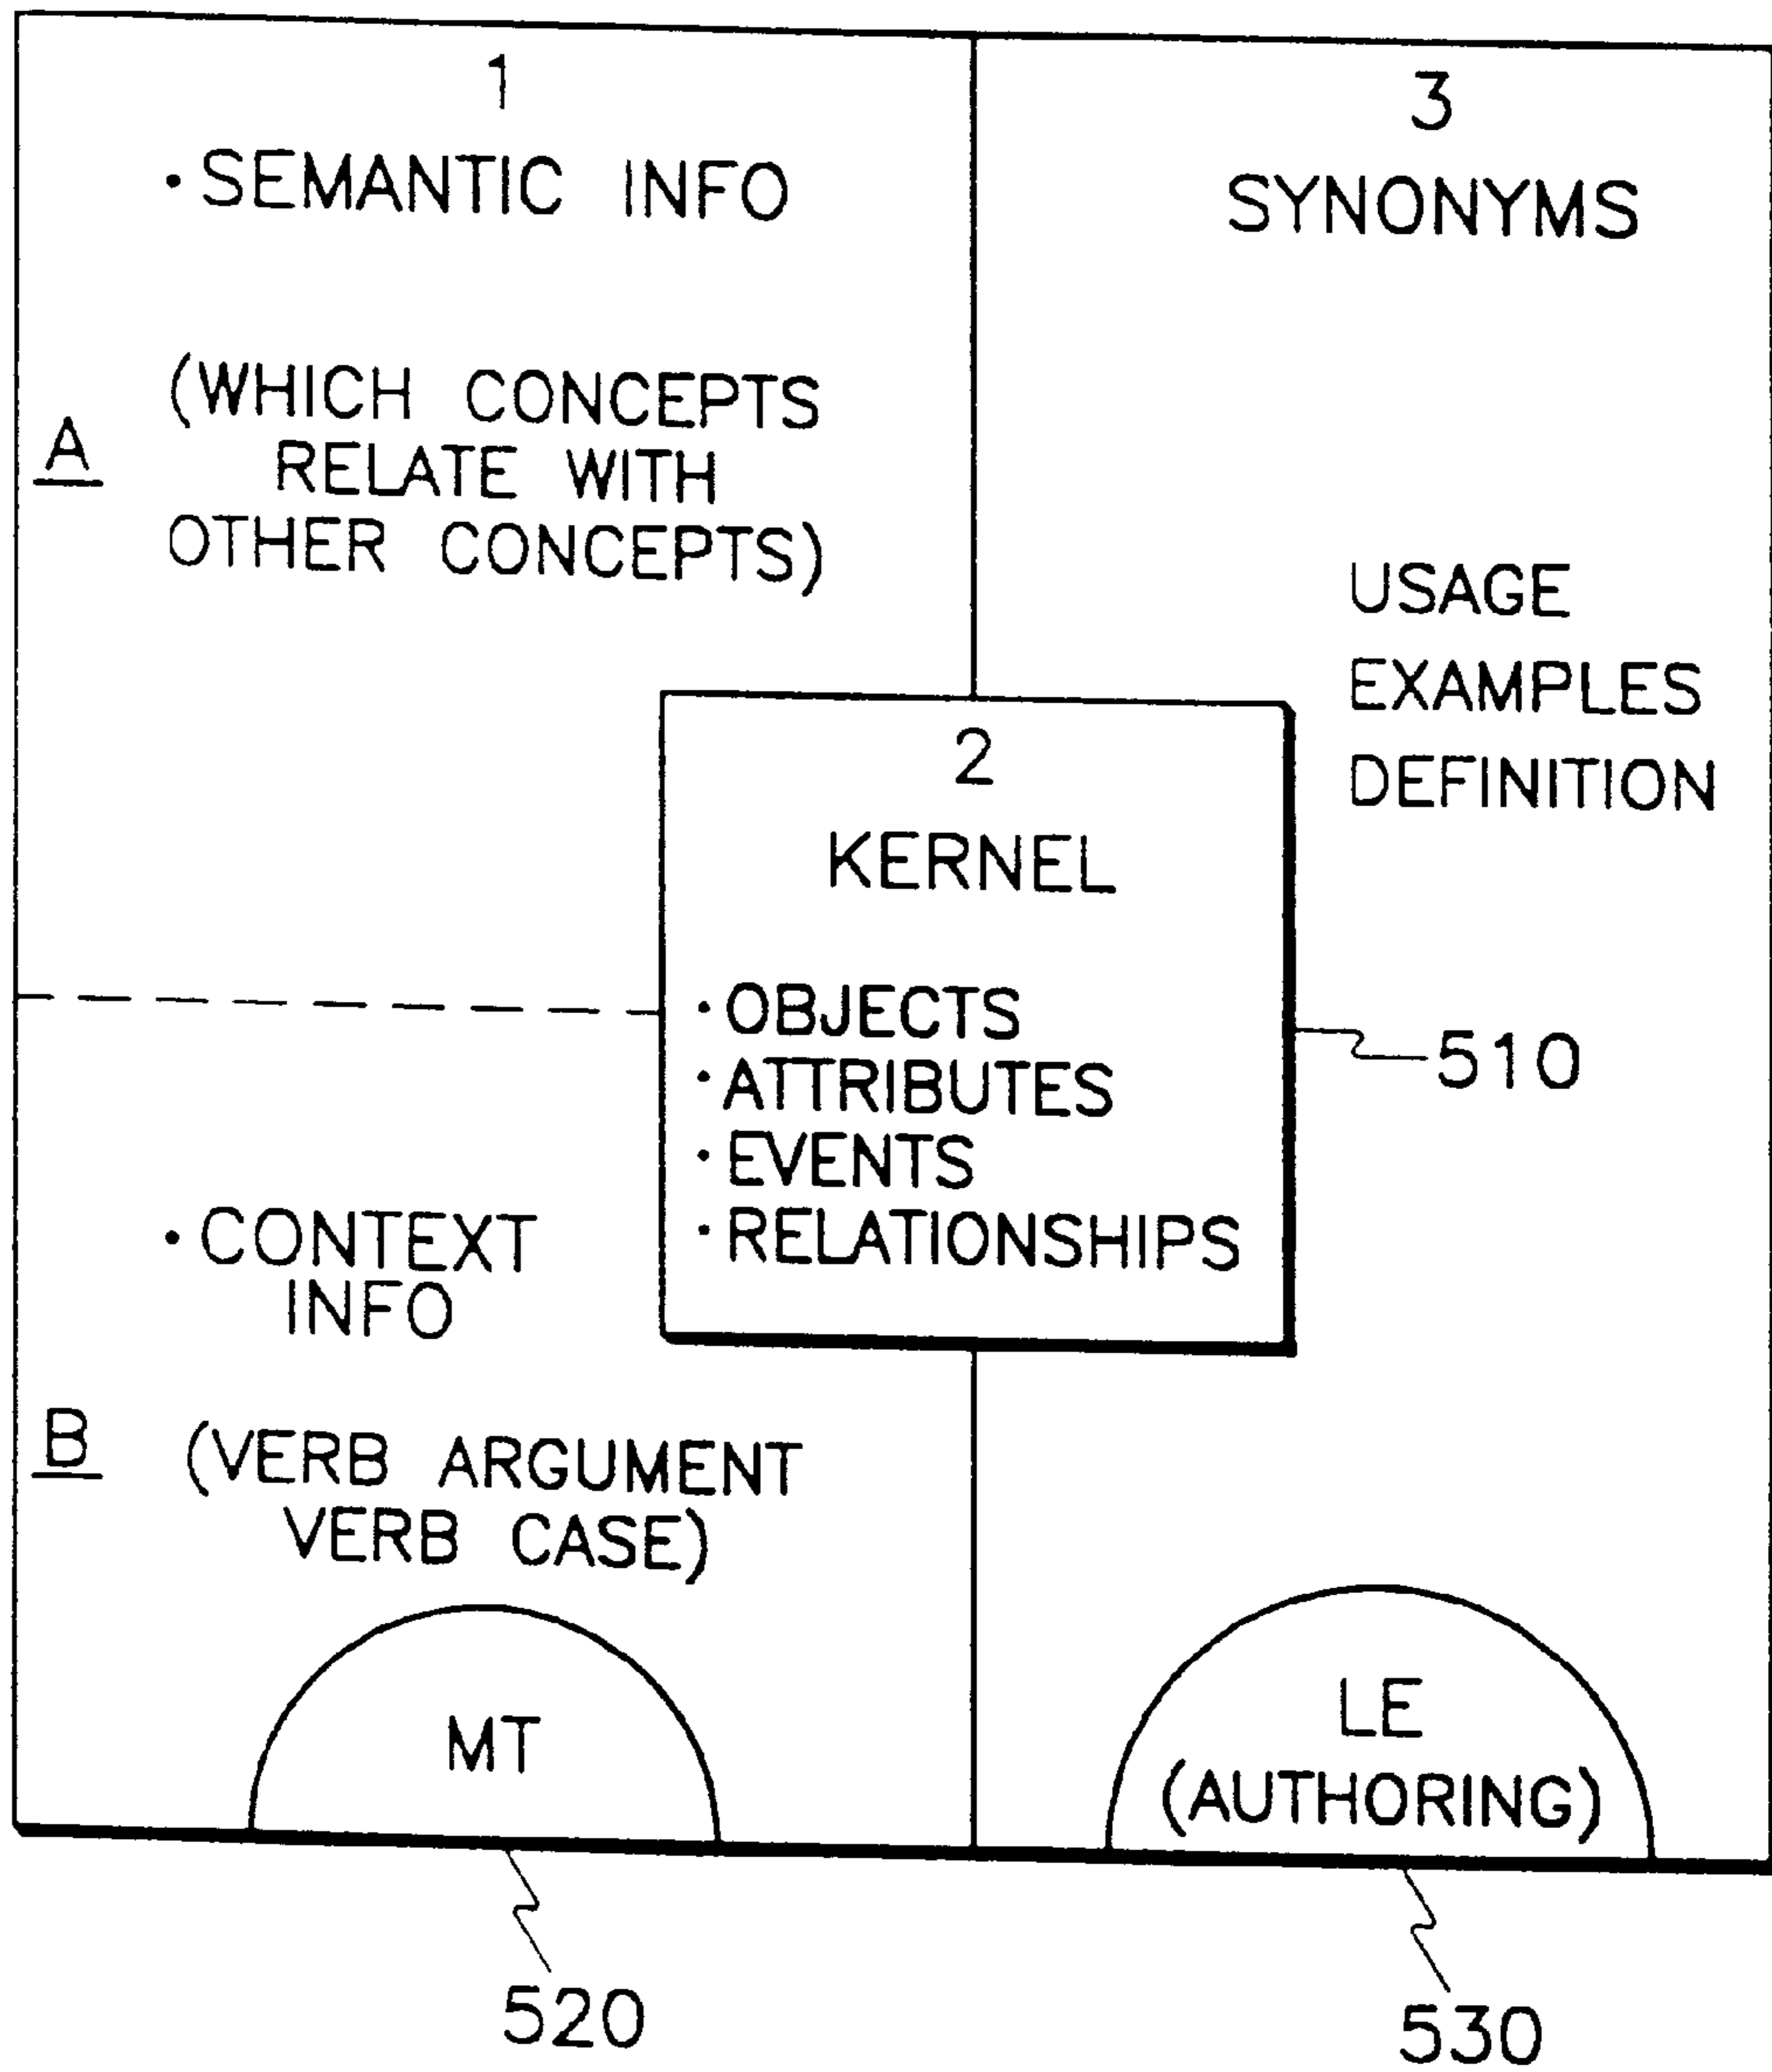 1
· SEMANTIC INFO
(WHICH CONCEPTS
RELATE WITH
OTHER CONCEPTS)
A
3
SYNONYMS
USAGE
EXAMPLES
DEFINITION
2
KERNEL
· OBJECTS
· ATTRIBUTES
· EVENTS
· RELATIONSHIPS
510
· CONTEXT
INFO
B
(VERB ARGUMENT
VERB CASE)
MT
LE
(AUTHORING)
520
530